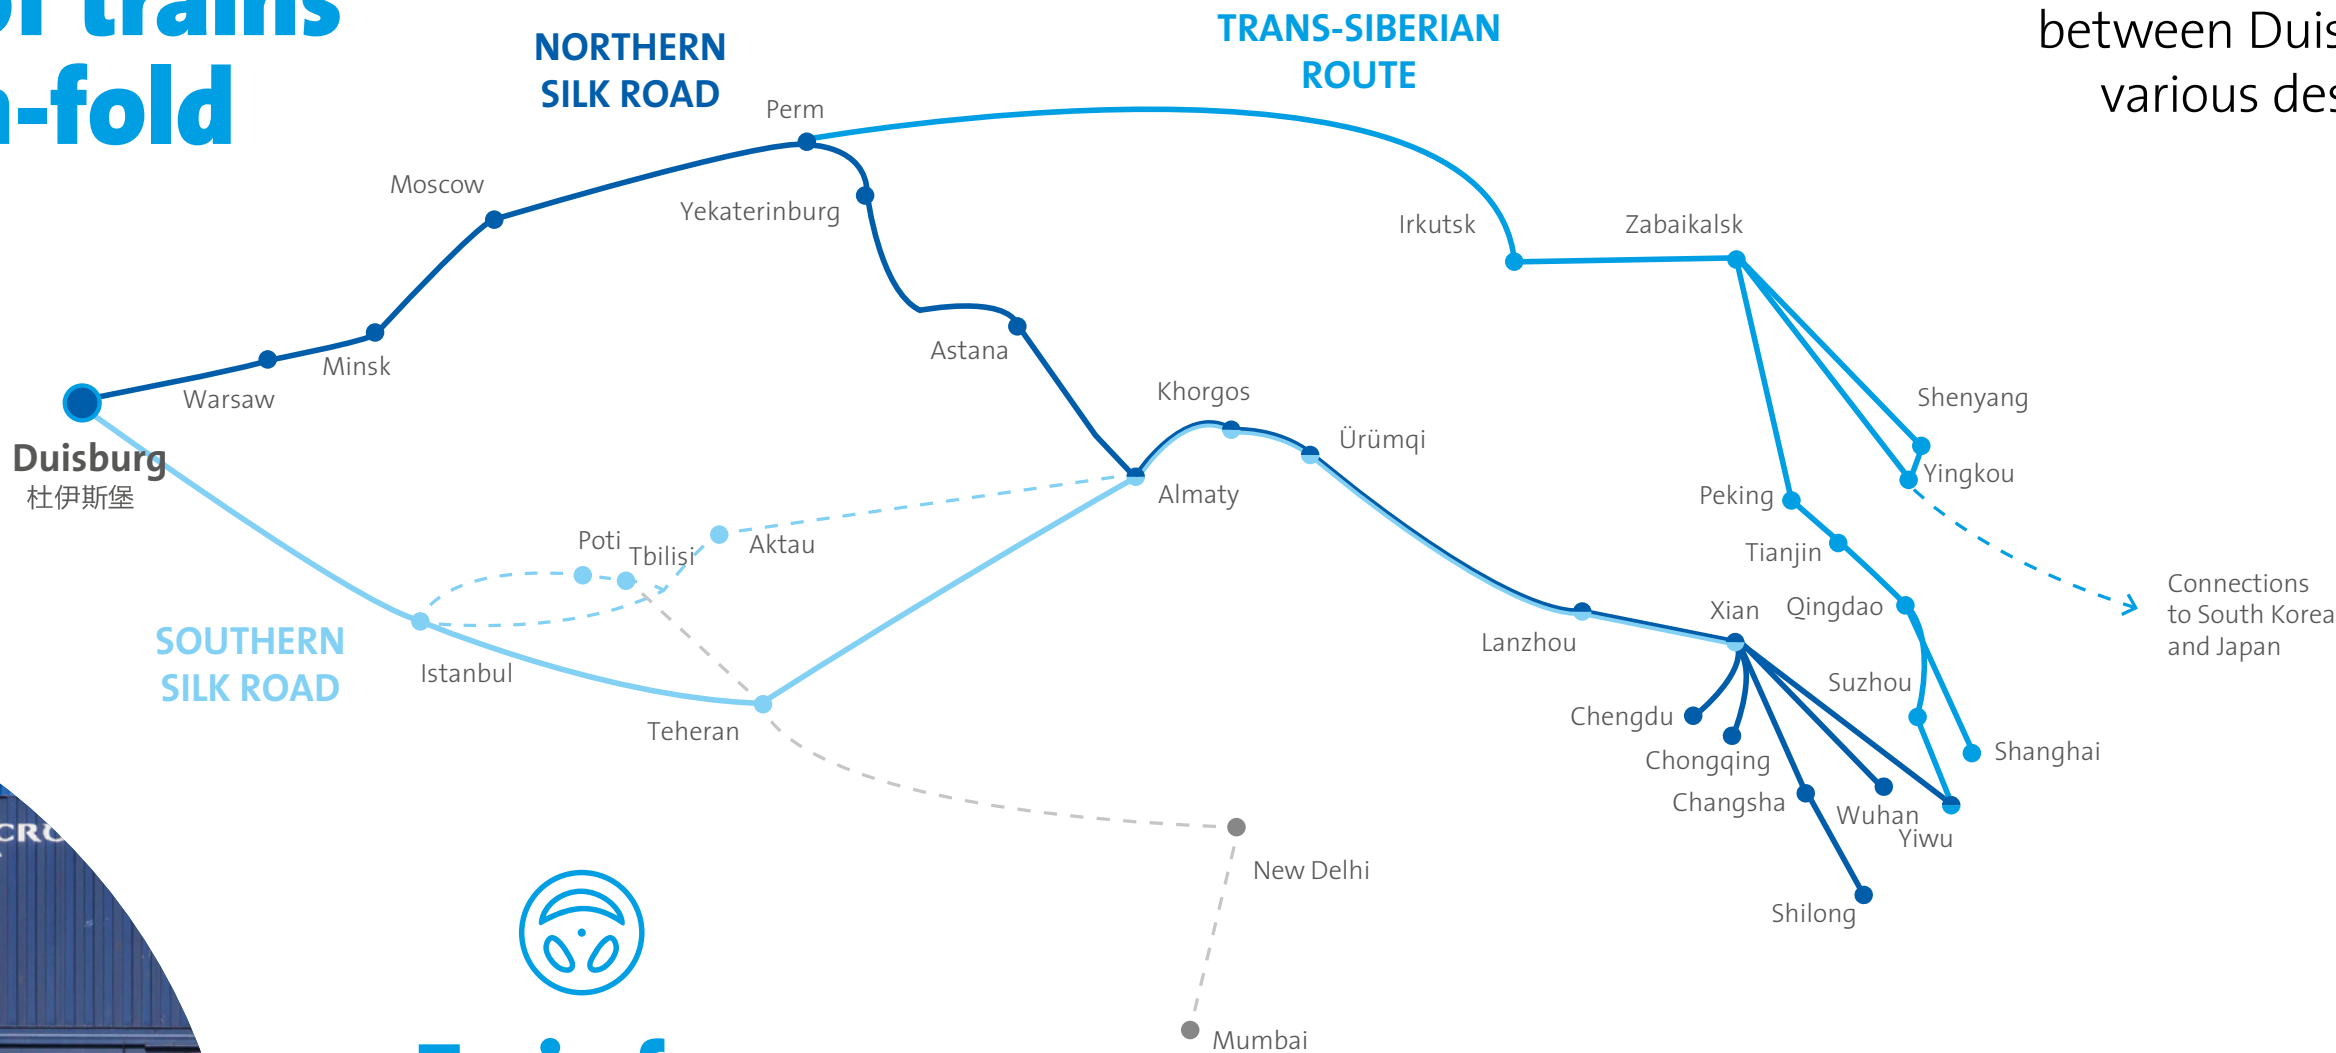 of trains
-fold
NORTHERN
SILK ROAD
TRANS-SIBERIAN
ROUTE
between Duis
various des
Perm
Moscow
Yekaterinburg
Irkutsk
Zabaikalsk
Astana
Minsk
Warsaw
Khorgos
Ürümqi
Shenyang
Yingkou
Duisburg
杜伊斯堡
Almaty
Peking
Poti
Tbilisi
Aktau
Tianjin
Connections
to South Korea
and Japan
Xian
Qingdao
SOUTHERN
SILK ROAD
Istanbul
Lanzhou
Suzhou
Teheran
Chengdu
Chongqing
Shanghai
Changsha
Wuhan
Yiwu
New Delhi
Shilong
Mumbai